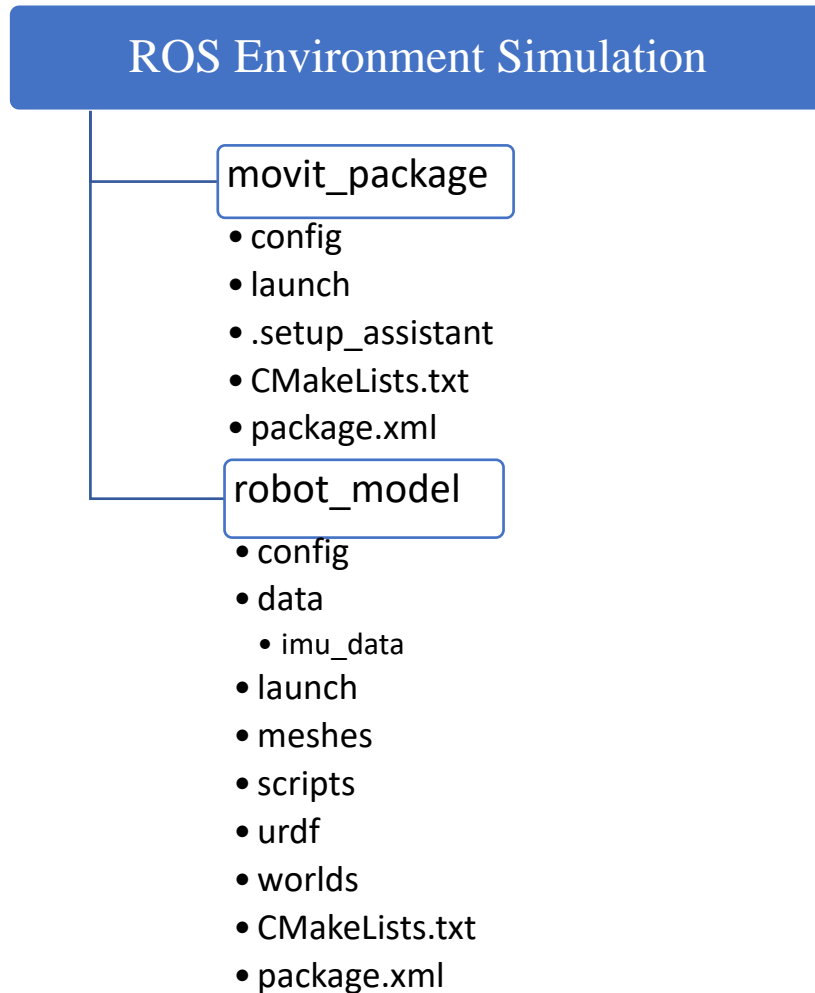 ROS Environment Simulation
movit_package
• config
• launch
• .setup_assistant
• CMakeLists.txt
• package.xml
robot_model
• config
• data
• imu_data
• launch
• meshes
• scripts
• urdf
• worlds
• CMakeLists.txt
• package.xml